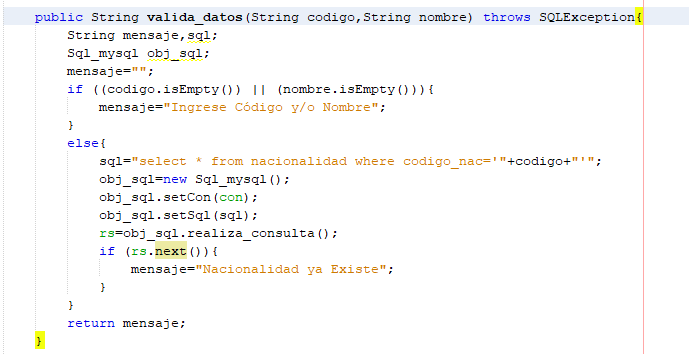 public String valida_datos(String codigo,String nombre) throws SQLException{
String mensaje,sql;
Sql_mysql obj_sql;
mensaje="";
if ((codigo.isEmpty()) || (nombre.isEmpty())){
mensaje="Ingrese Código y/o Nombre";
}
else{
sql="select * from nacionalidad where codigo_nac='"+codigo+"'";
obj_sql=new Sql_mysql();
obj_sql.setCon(con);
obj_sql.setSql(sql);
rs=obj_sql.realiza_consulta();
if (rs.next()){
mensaje="Nacionalidad ya Existe";
}
}
return mensaje;
}